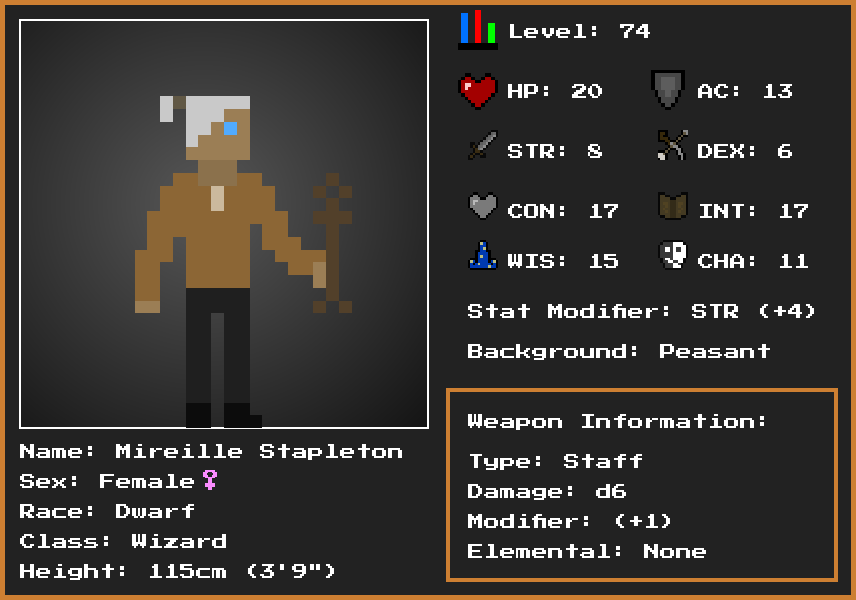 Level: 74
HP: 20 AC: 13
STR: 8 DEX: 6
CON: 17 INT: 17
WIS: 15 CHA: 11
Stat Modifier: STR (+4)
Background: Peasant
Weapon Information:
Type: Staff
Damage: d6
Modifier: (+1)
Elemental: None
Name: Mireille Stapleton
Sex: Female♀
Race: Dwarf
Class: Wizard
Height: 115cm (3'9")